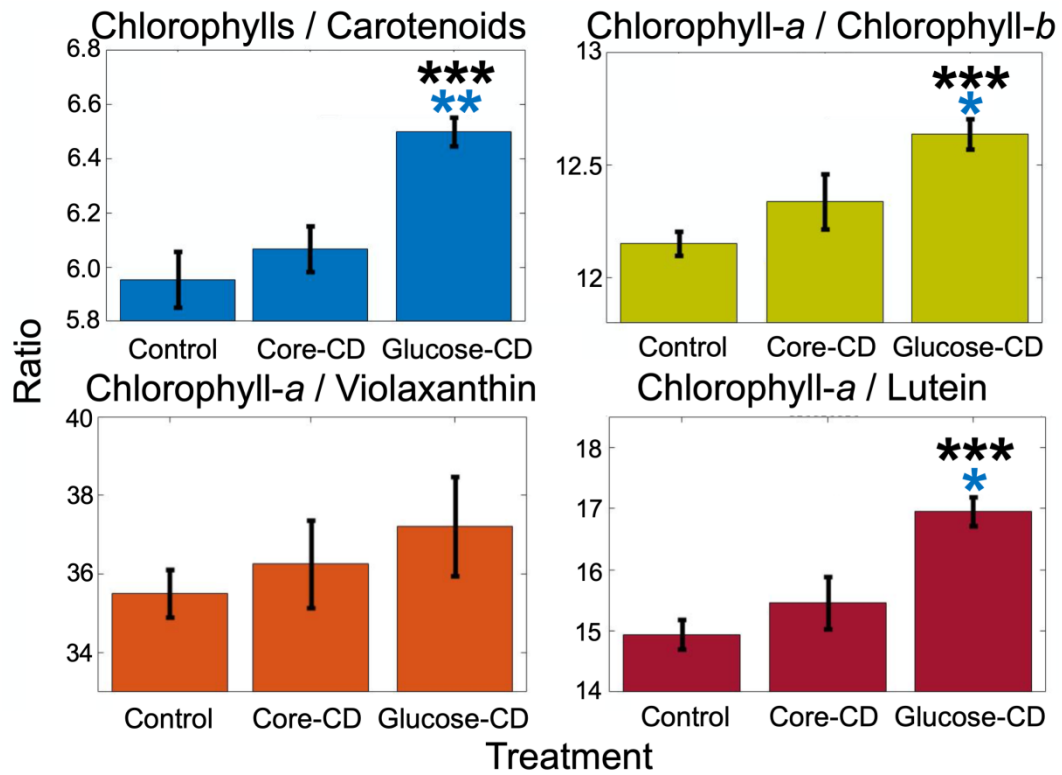 Chlorophylls / Carotenoids
6.8
6.6
6.4
6.2
6.0
5.8
***
**
Control Core-CD Glucose-CD
Chlorophyll-a / Chlorophyll-b
13
12.5
12
***
*
Control Core-CD Glucose-CD
Ratio
Chlorophyll-a / Violaxanthin
40
38
36
34
Control Core-CD Glucose-CD
Chlorophyll-a / Lutein
18
17
16
15
14
***
*
Control Core-CD Glucose-CD
Treatment